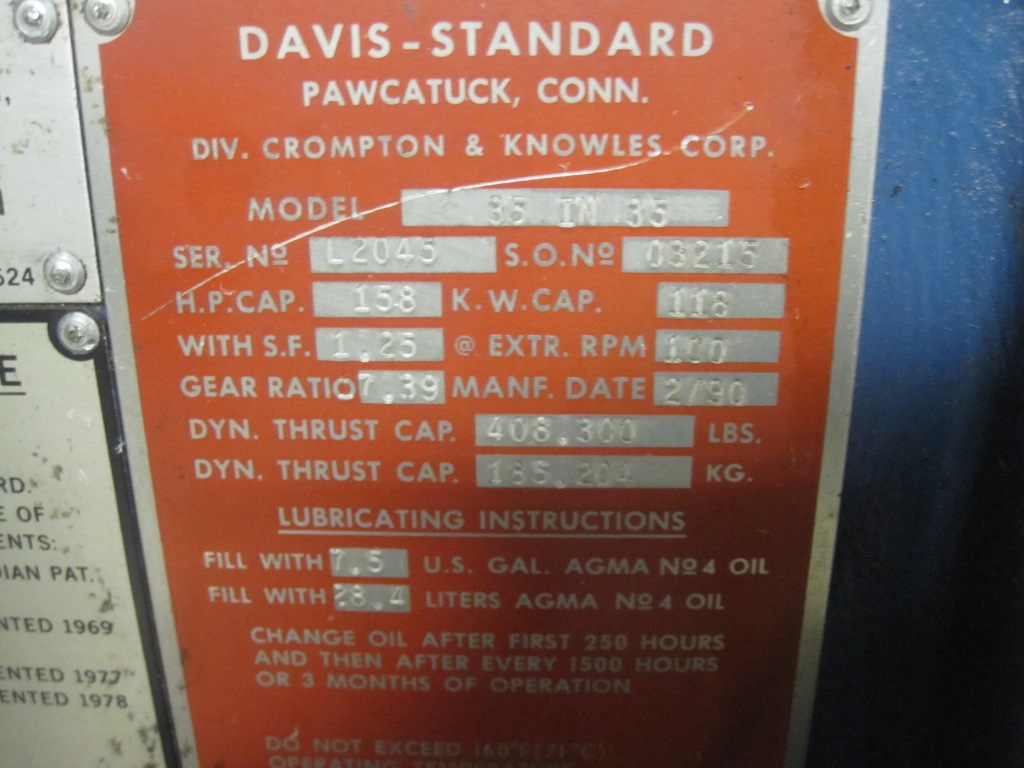 DAVIS-STANDARD
PAWCATUCK, CONN.
DIV. CROMPTON & KNOWLES CORP.
MODEL 35 IN 35
SER. Nº L2045 S.O.Nº 03215
H.P.CAP. 158 K.W.CAP. 118
WITH S.F. 1.25 @ EXTR. RPM 100
GEAR RATIO 7.39 MANF. DATE 2/90
DYN. THRUST CAP. 408.300 LBS.
DYN. THRUST CAP. 185.204 KG.
LUBRICATING INSTRUCTIONS
FILL WITH 7.5 U.S. GAL. AGMA Nº4 OIL
FILL WITH 28.4 LITERS AGMA Nº4 OIL
CHANGE OIL AFTER FIRST 250 HOURS
AND THEN AFTER EVERY 1500 HOURS
OR 3 MONTHS OF OPERATION
DO NOT EXCEED 160°F(71°C)
OPERATING TEMPERATURE
624
E
RD.
E OF
ENTS:
DIAN PAT.
NTED 1969
ENTED 1977
ENTED 1978